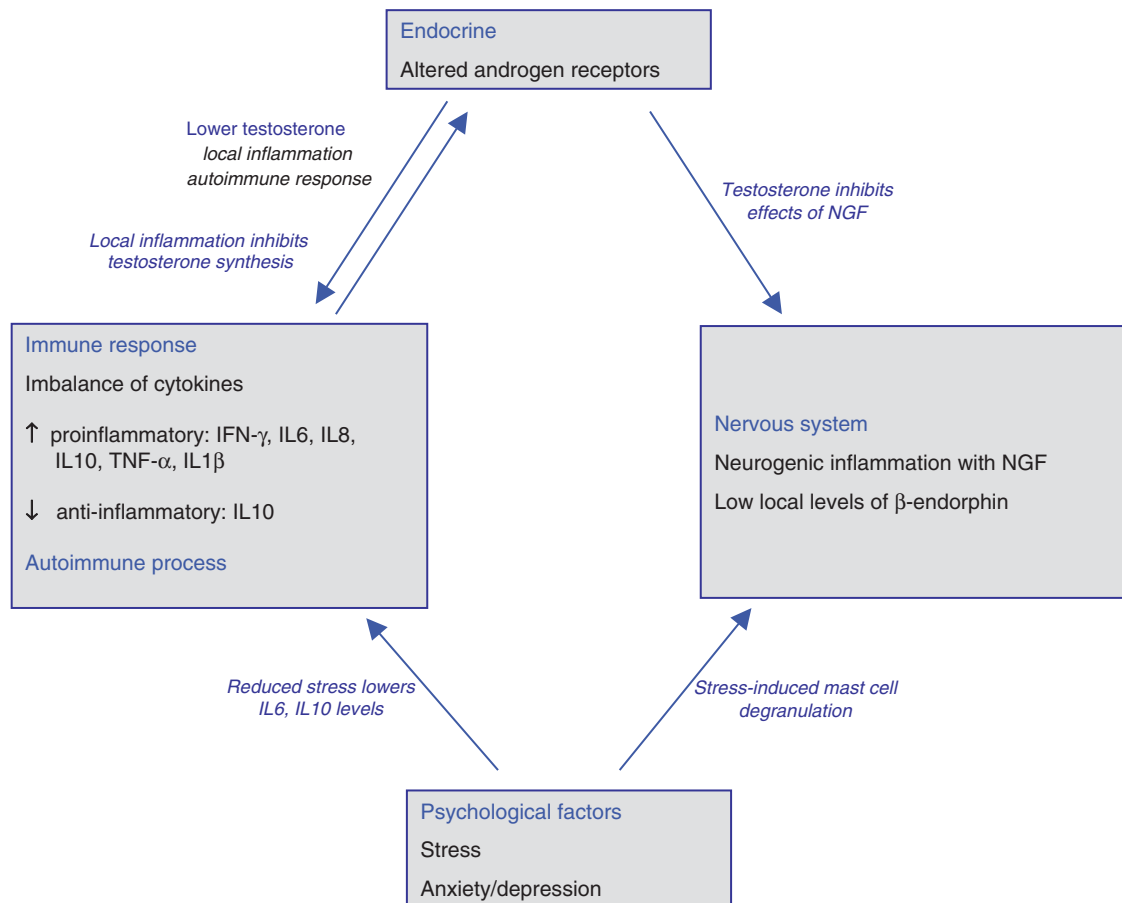 Endocrine
Altered androgen receptors
Lower testosterone
local inflammation
autoimmune response
Testosterone inhibits
effects of NGF
Local inflammation inhibits
testosterone synthesis
Immune response
Imbalance of cytokines
↑ proinflammatory: IFN-γ, IL6, IL8,
IL10, TNF-α, IL1β
↓ anti-inflammatory: IL10
Autoimmune process
Nervous system
Neurogenic inflammation with NGF
Low local levels of β-endorphin
Reduced stress lowers
IL6, IL10 levels
Stress-induced mast cell
degranulation
Psychological factors
Stress
Anxiety/depression